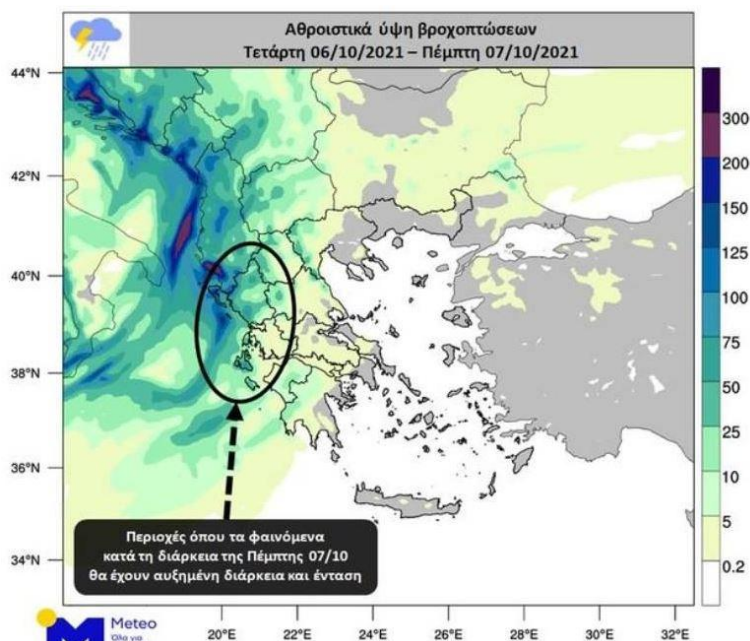 Αθροιστικά ύψη βροχοπτώσεων
Τετάρτη 06/10/2021 – Πέμπτη 07/10/2021
44°N
42°N
40°N
38°N
36°N
34°N
300
200
150
125
100
75
50
25
10
5
0.2
Περιοχές όπου τα φαινόμενα
κατά τη διάρκεια της Πέμπτης 07/10
θα έχουν αυξημένη διάρκεια και ένταση
20°E
22°E
24°E
26°E
28°E
30°E
32°E
Meteo
Όλα για